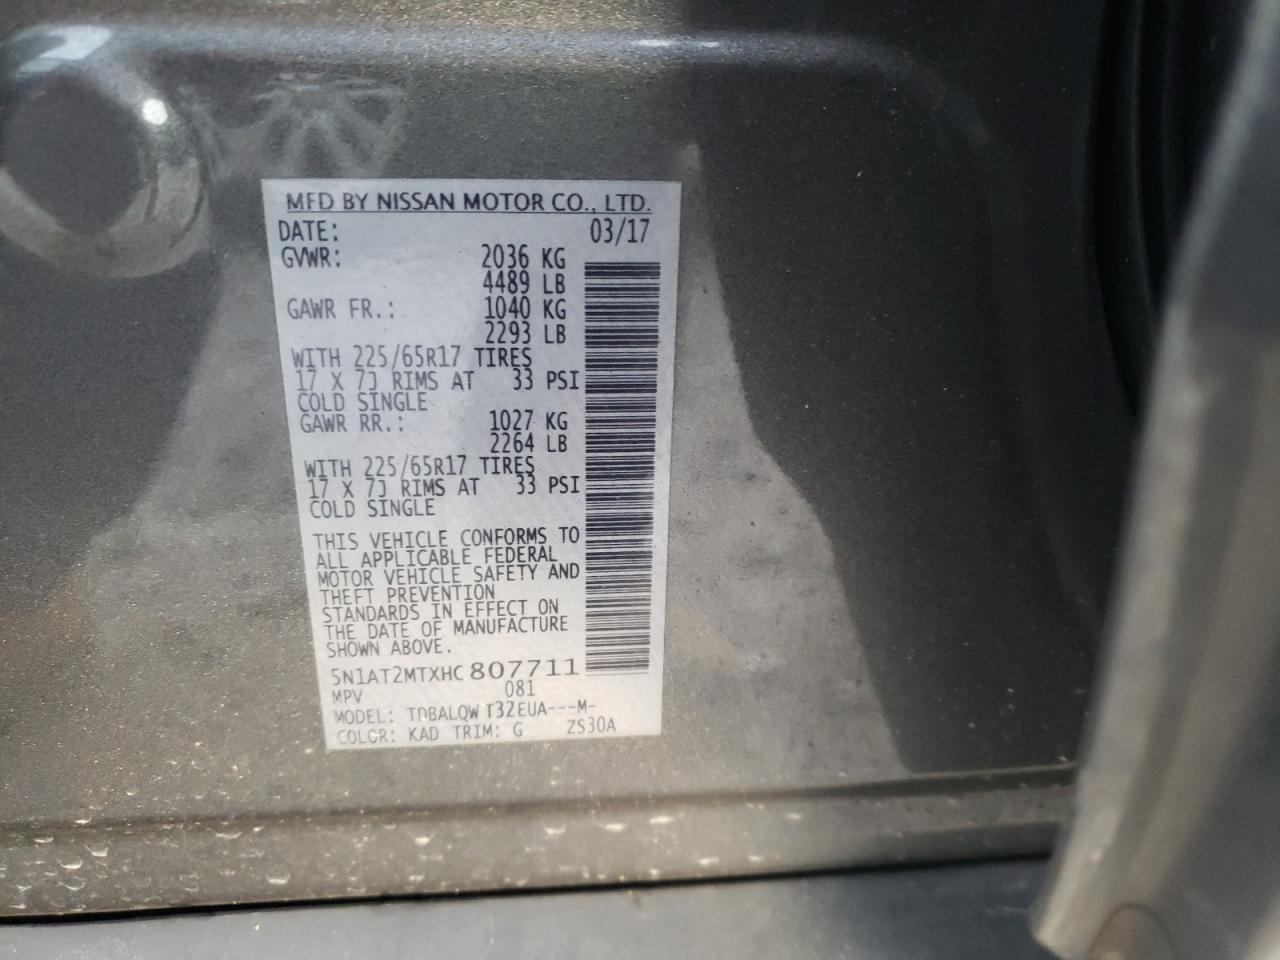 MFD BY NISSAN MOTOR CO., LTD.
DATE: 03/17
GVWR: 2036 KG
4489 LB
GAWR FR.: 1040 KG
2293 LB
WITH 225/65R17 TIRES
17 X 7J RIMS AT 33 PSI
COLD SINGLE
GAWR RR.: 1027 KG
2264 LB
WITH 225/65R17 TIRES
17 X 7J RIMS AT 33 PSI
COLD SINGLE
THIS VEHICLE CONFORMS TO
ALL APPLICABLE FEDERAL
MOTOR VEHICLE SAFETY AND
THEFT PREVENTION
STANDARDS IN EFFECT ON
THE DATE OF MANUFACTURE
SHOWN ABOVE.
5N1AT2MTXHC 807711
MPV 081
MODEL: TDBALQW T32EUA---M-
COLOR: KAD TRIM: G ZS30A